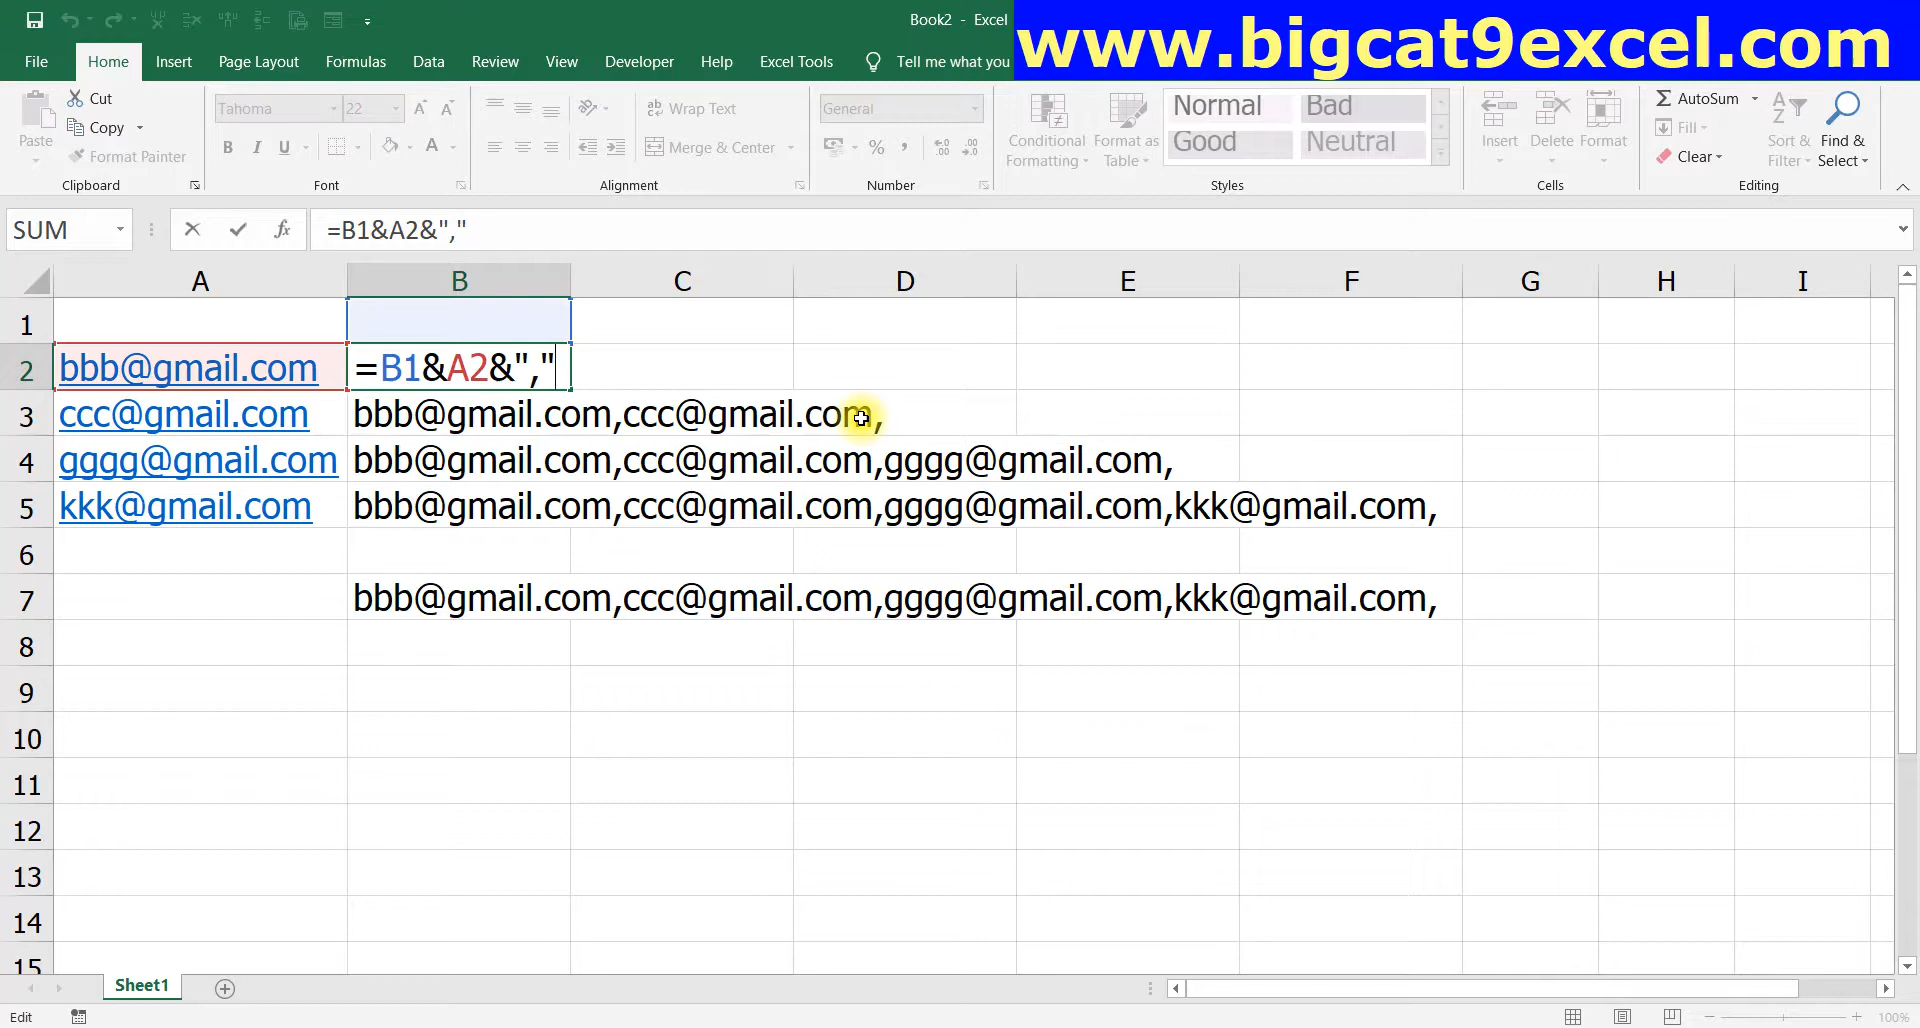 Book2 - Excel
www.bigcat9excel.com
File Home Insert Page Layout Formulas Data Review View Developer Help Excel Tools Tell me what you
Paste
Cut
Copy
Format Painter
Clipboard
Tahoma 22
B I U A
Font
Wrap Text
Merge & Center
Alignment
General
% ,
Number
Conditional Formatting
Format as Table
Normal Bad
Good Neutral
Styles
Insert Delete Format
Cells
AutoSum
Fill
Clear
Sort & Filter
Find & Select
Editing
SUM fx =B1&A2&","
A B C D E F G H I
1
2 bbb@gmail.com =B1&A2&","
3 ccc@gmail.com bbb@gmail.com,ccc@gmail.com,
4 gggg@gmail.com bbb@gmail.com,ccc@gmail.com,gggg@gmail.com,
5 kkk@gmail.com bbb@gmail.com,ccc@gmail.com,gggg@gmail.com,kkk@gmail.com,
6
7 bbb@gmail.com,ccc@gmail.com,gggg@gmail.com,kkk@gmail.com,
8
9
10
11
12
13
14
15
Sheet1
Edit 100%